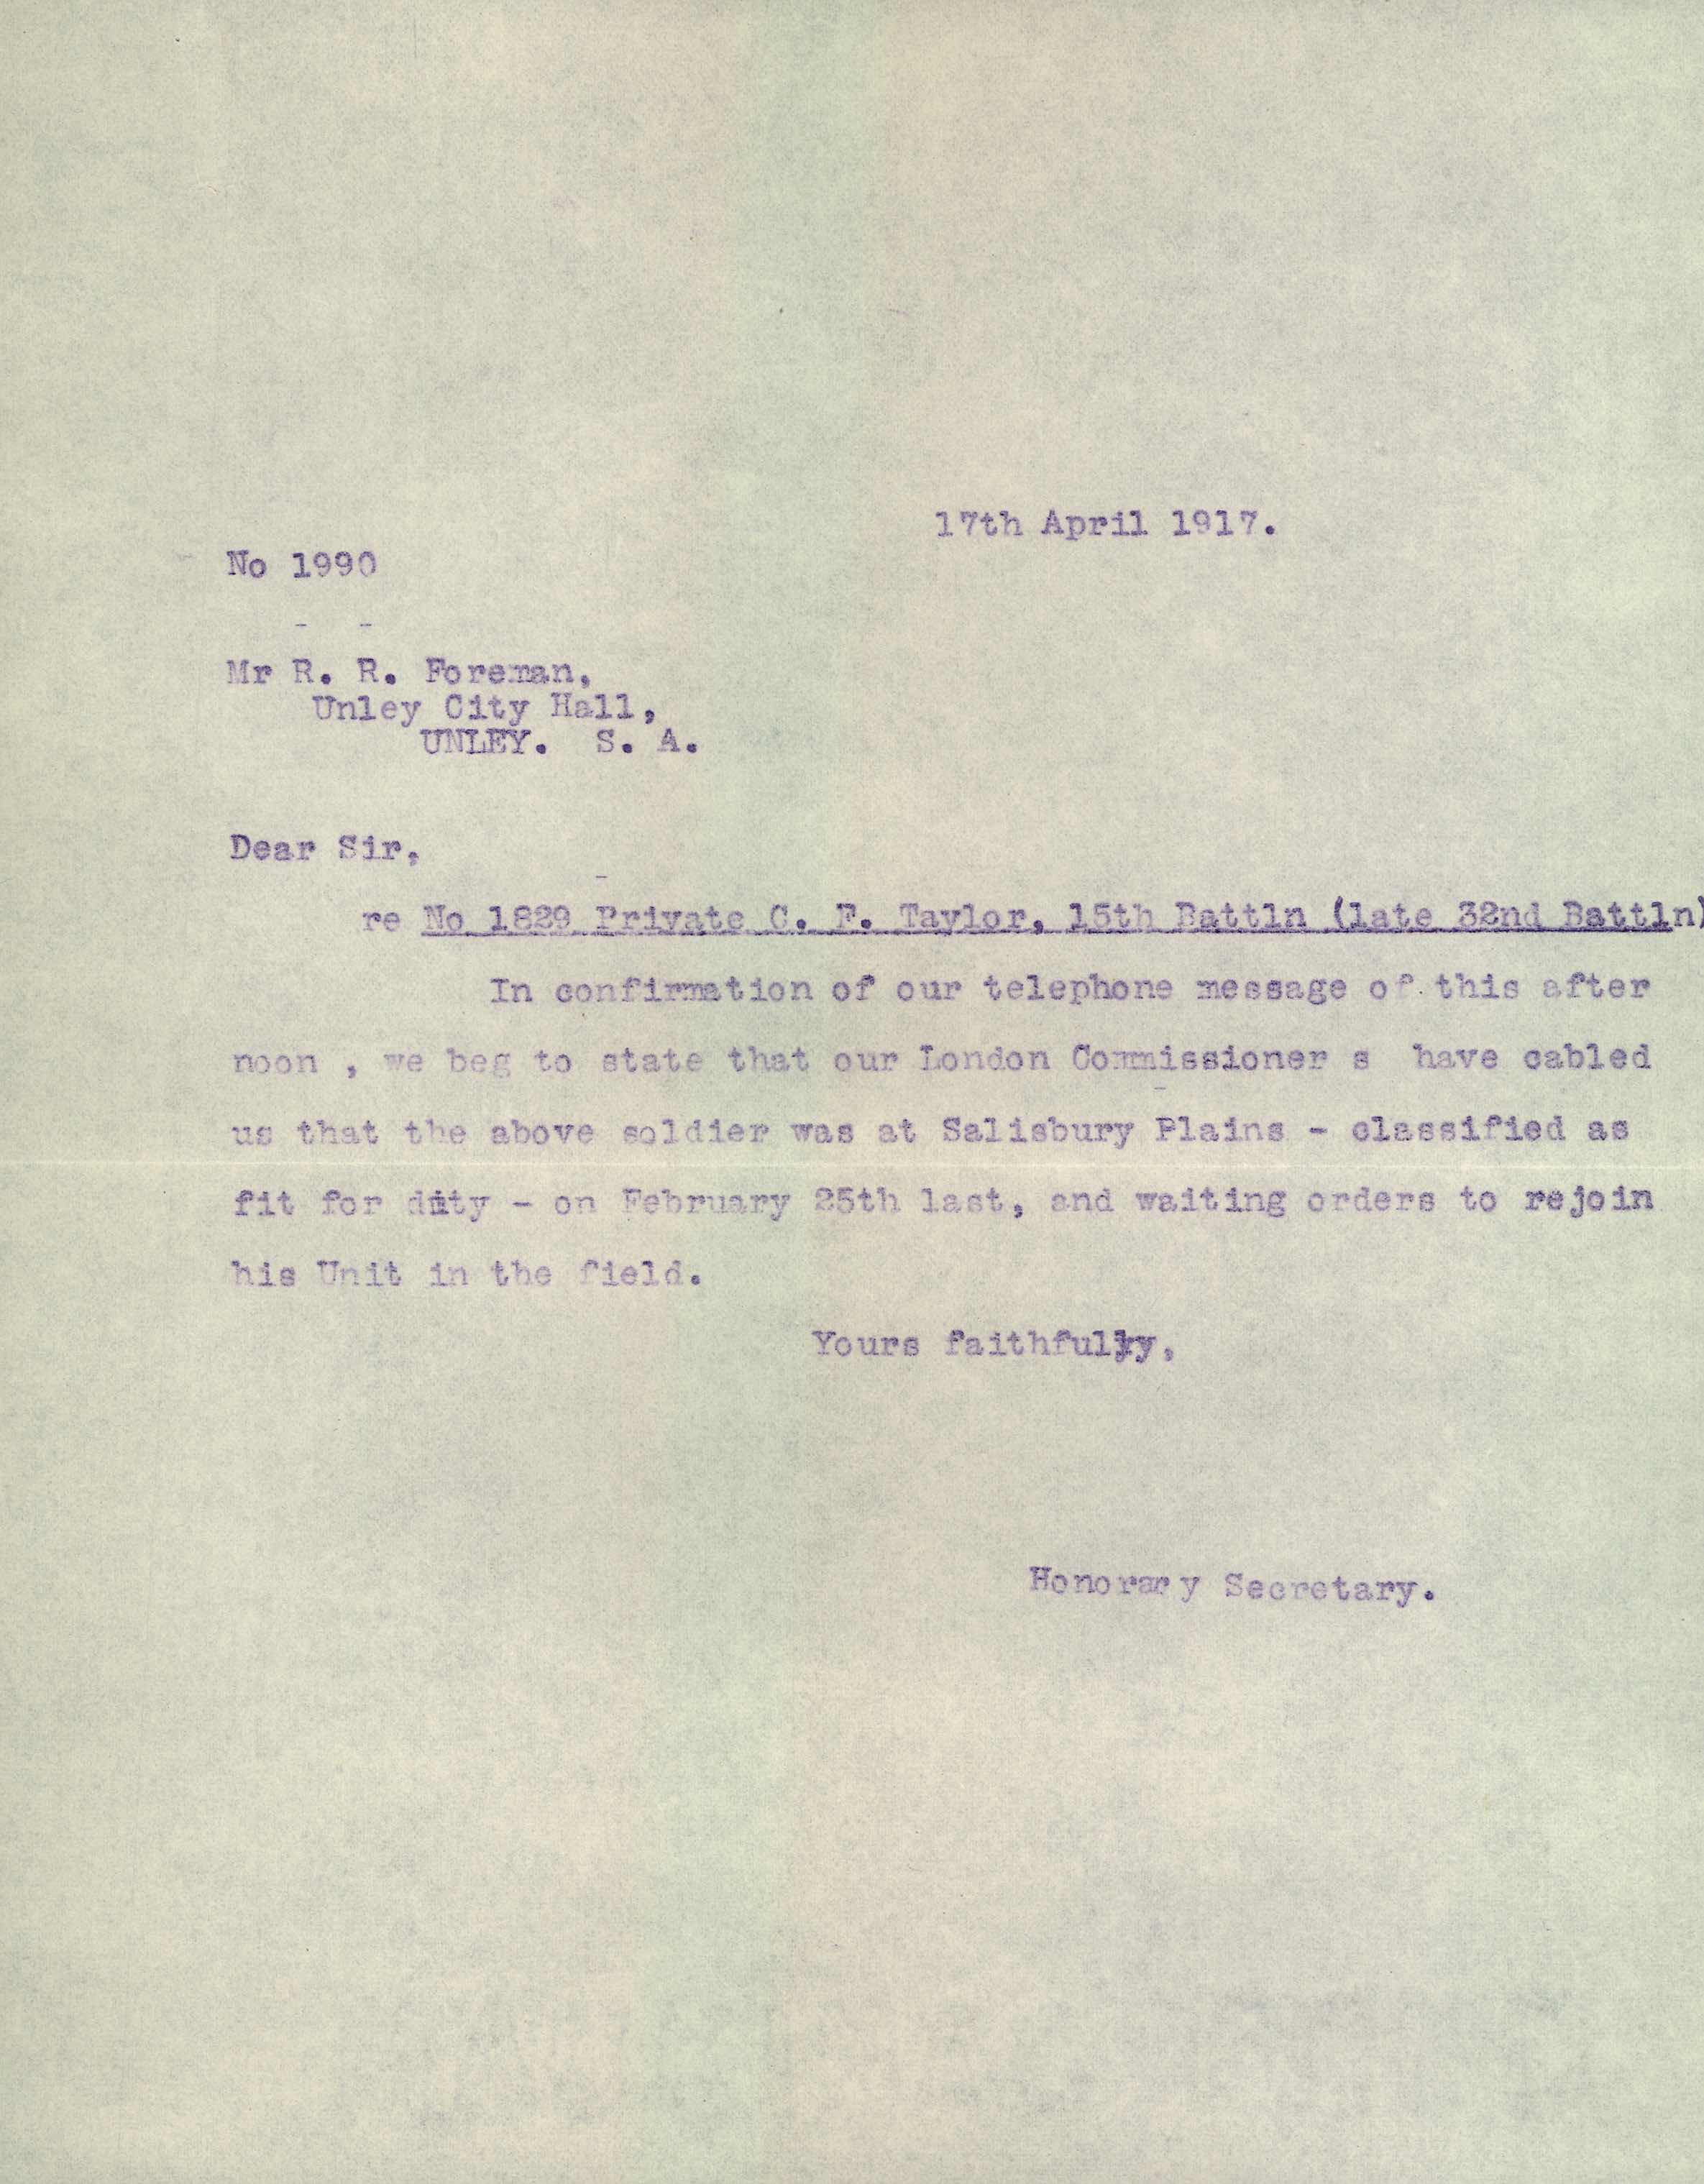 17th April 1917.
No 1990
- -
Mr R. R. Foreman,
Unley City Hall,
UNLEY. S. A.
Dear Sir,
re No 1829 Private C. F. Taylor, 15th Battln (late 32nd Battln)
In confirmation of our telephone message of this after
noon , we beg to state that our London Commissioner s have cabled
us that the above soldier was at Salisbury Plains - classified as
fit for duty - on February 25th last, and waiting orders to rejoin
his Unit in the field.
Yours faithfully,
Honorary Secretary.